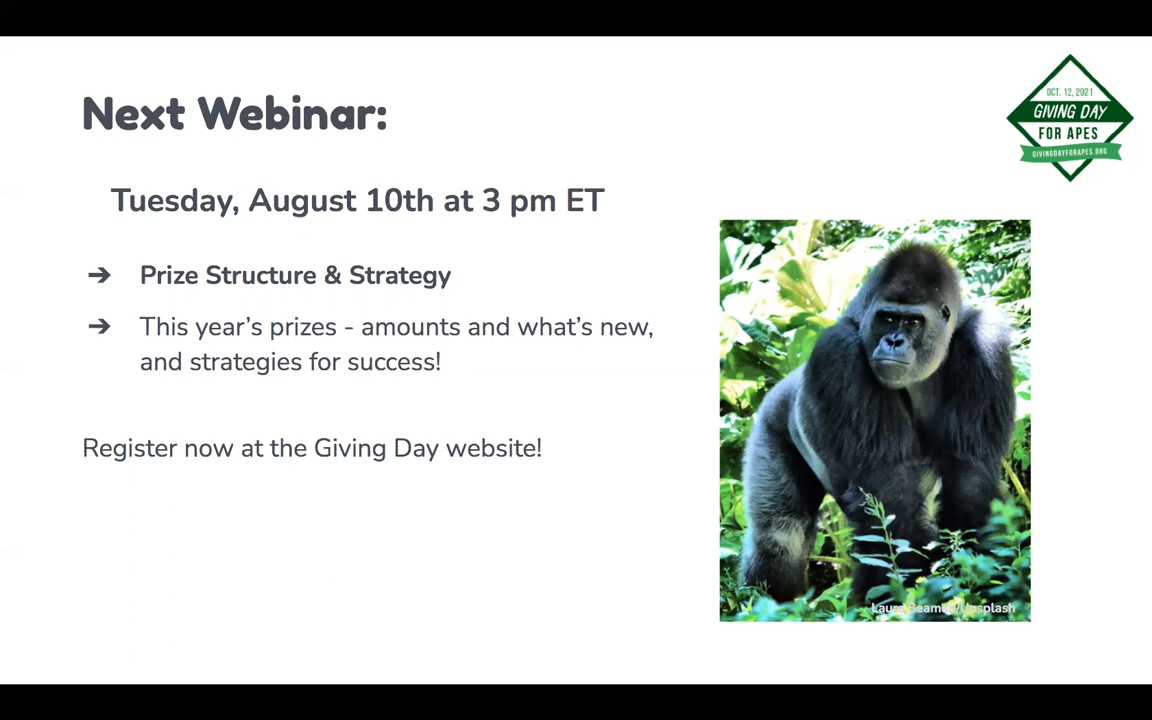 Next Webinar:
OCT. 12, 2021
GIVING DAY
FOR APES
GIVINGDAYFORAPES.ORG
Tuesday, August 10th at 3 pm ET
➔ Prize Structure & Strategy
➔ This year’s prizes - amounts and what’s new,
and strategies for success!
Register now at the Giving Day website!
/Unsplash